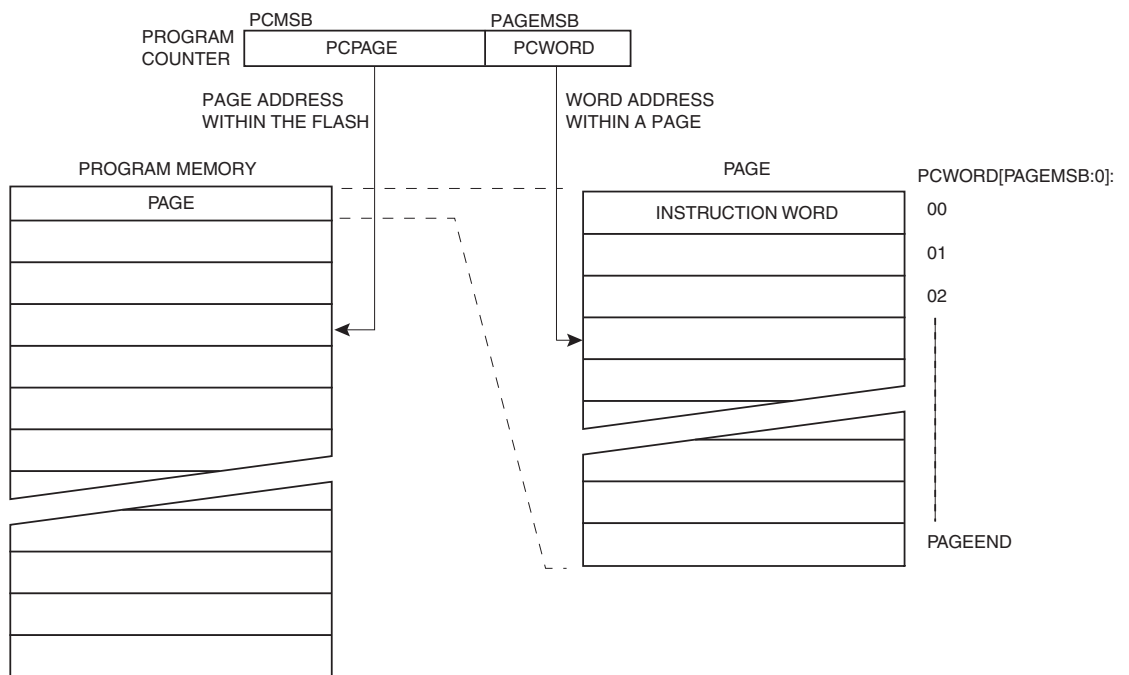 PCMSB PAGEMSB
PROGRAM
COUNTER
PCPAGE PCWORD
PAGE ADDRESS
WITHIN THE FLASH
WORD ADDRESS
WITHIN A PAGE
PROGRAM MEMORY
PAGE
PAGE
PCWORD[PAGEMSB:0]:
INSTRUCTION WORD
00
01
02
PAGEEND